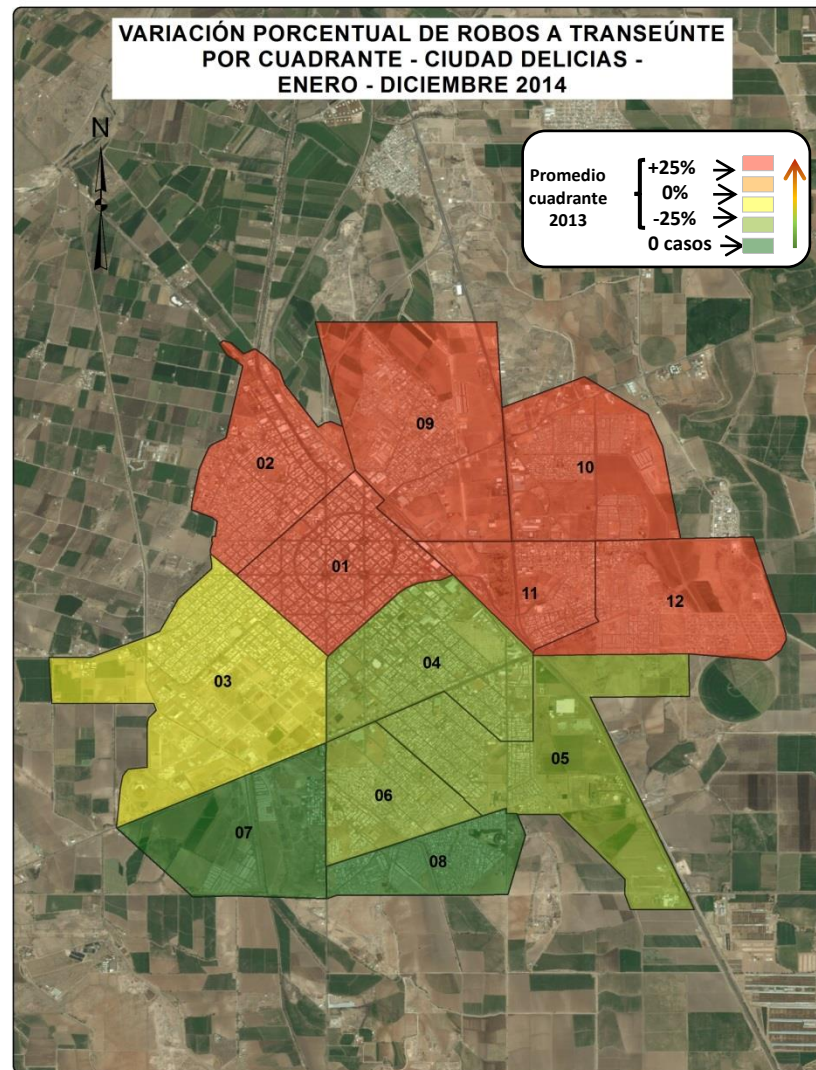 VARIACIÓN PORCENTUAL DE ROBOS A TRANSEÚNTE
POR CUADRANTE - CIUDAD DELICIAS -
ENERO - DICIEMBRE 2014
N
Promedio
cuadrante
2013
+25%
0%
-25%
0 casos
09
02
10
01
11
12
04
03
05
06
07
08